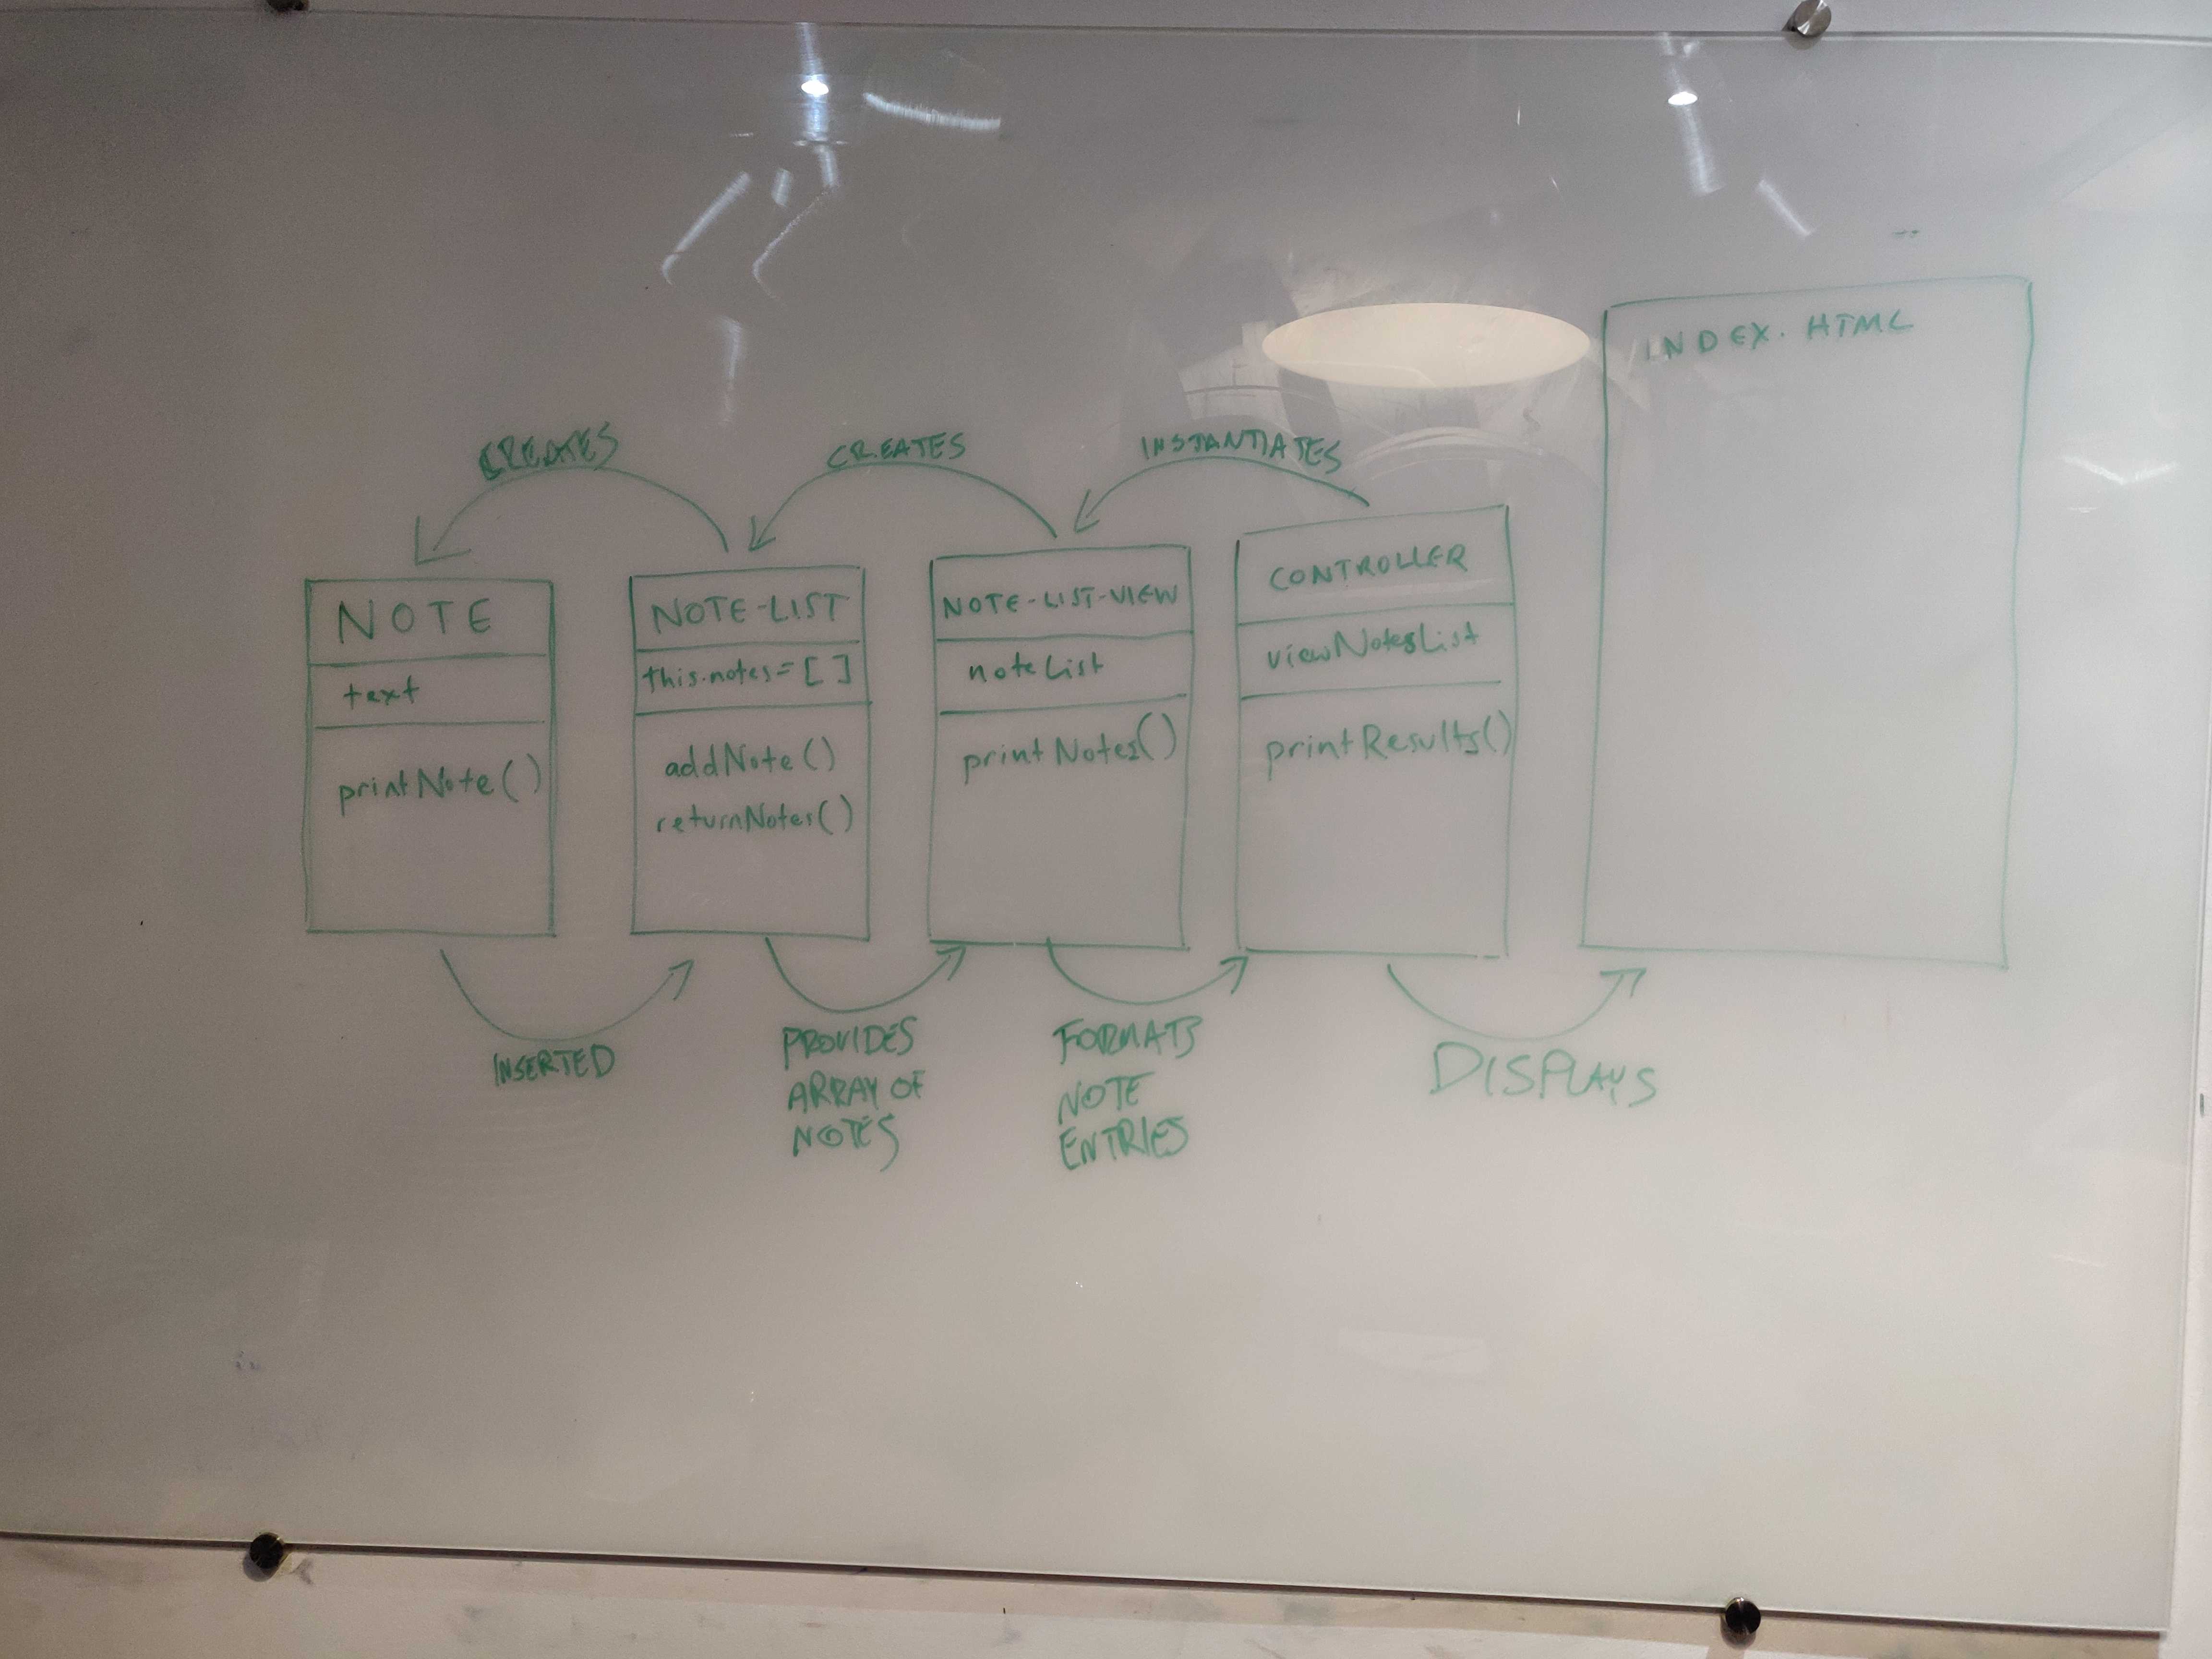 INDEX.HTML
CREATES
CREATES
INSTANTIATES
NOTE
text
printNote()
NOTE-LIST
this.notes=[]
addNote()
returnNotes()
NOTE-LIST-VIEW
noteList
printNotes()
CONTROLLER
viewNotesList
printResults()
INSERTED
PROVIDES
ARRAY OF
NOTES
FORMATS
NOTE
ENTRIES
DISPLAYS